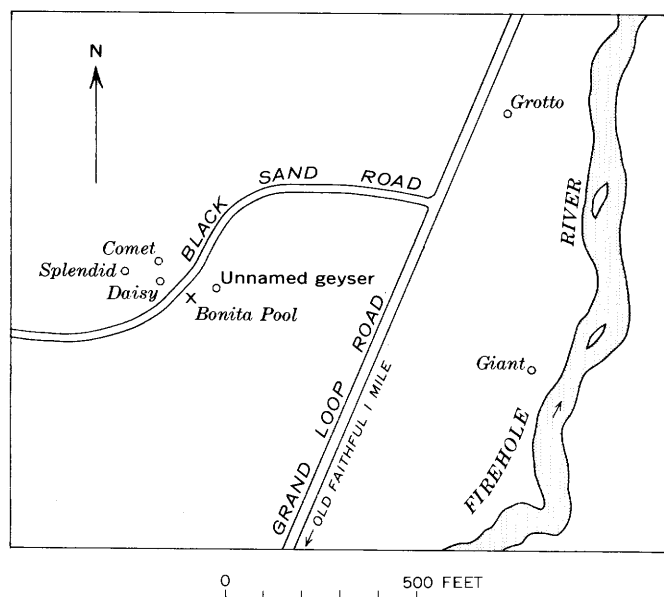 N
Grotto
BLACK SAND ROAD
RIVER
Comet
Splendid
Daisy
Unnamed geyser
Bonita Pool
Giant
GRAND LOOP ROAD
OLD FAITHFUL 1 MILE
FIREHOLE
0 500 FEET